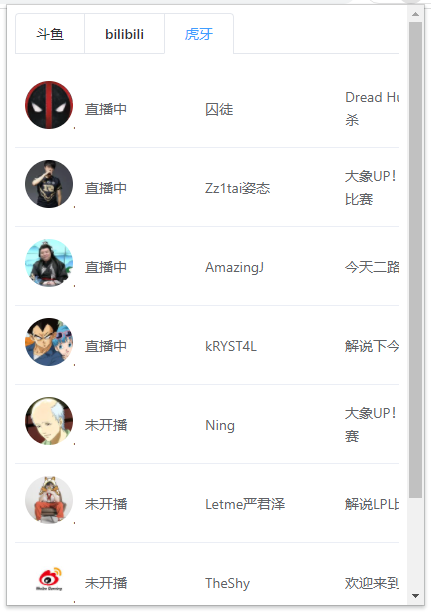 斗鱼 bilibili 虎牙
直播中 囚徒 Dread Hu
杀
直播中 Zz1tai姿态 大象UP!
比赛
直播中 AmazingJ 今天二路
直播中 kRYST4L 解说下今
未开播 Ning 大象UP!
赛
未开播 Letme严君泽 解说LPL比
未开播 TheShy 欢迎来到